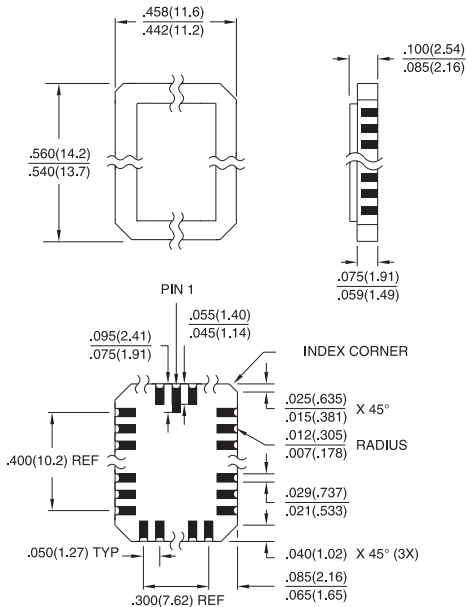 .458(11.6)
.442(11.2)
.100(2.54)
.085(2.16)
.560(14.2)
.540(13.7)
.075(1.91)
.059(1.49)
PIN 1
.055(1.40)
.045(1.14)
.095(2.41)
.075(1.91)
INDEX CORNER
.025(.635)
.015(.381)
X 45°
.012(.305)
.007(.178)
RADIUS
.400(10.2) REF
.029(.737)
.021(.533)
.050(1.27) TYP
.040(1.02) X 45° (3X)
.085(2.16)
.065(1.65)
.300(7.62) REF